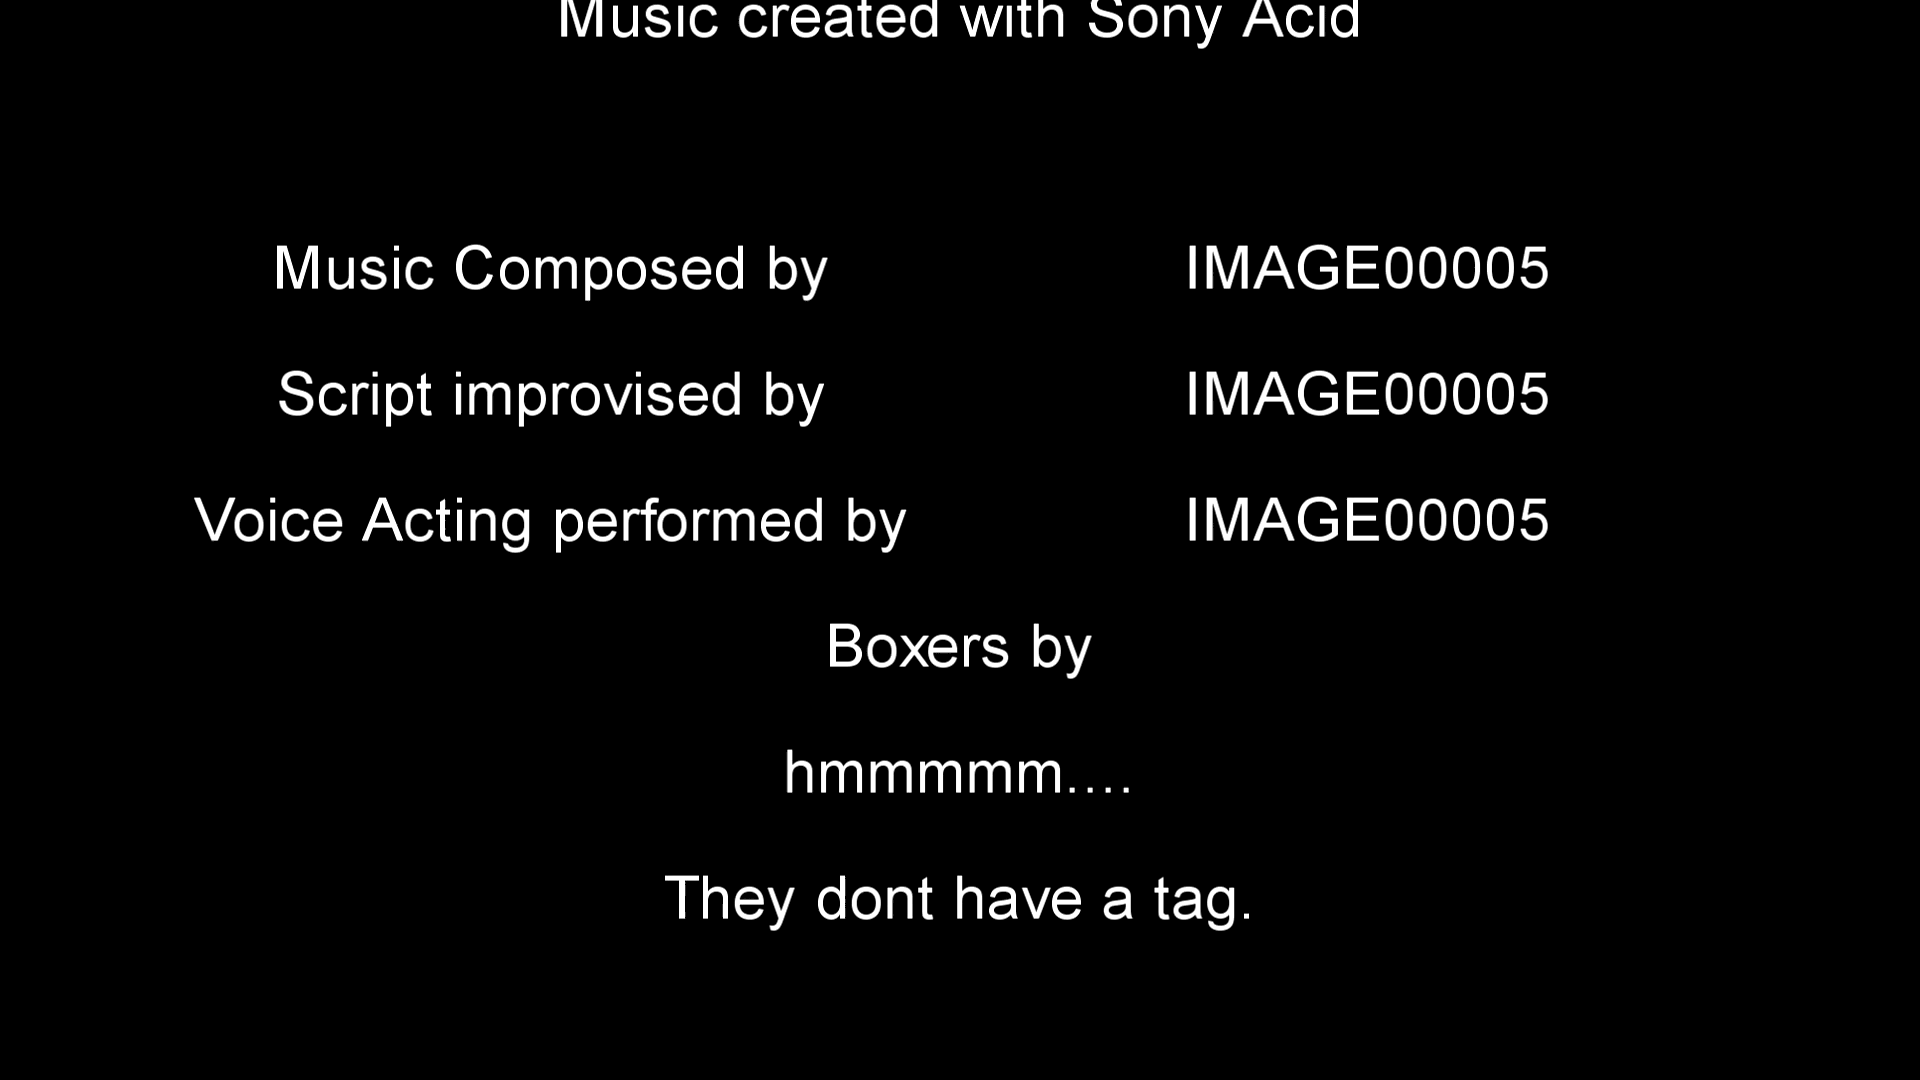 Music created with Sony Acid
Music Composed by IMAGE00005
Script improvised by IMAGE00005
Voice Acting performed by IMAGE00005
Boxers by
hmmmmm....
They dont have a tag.